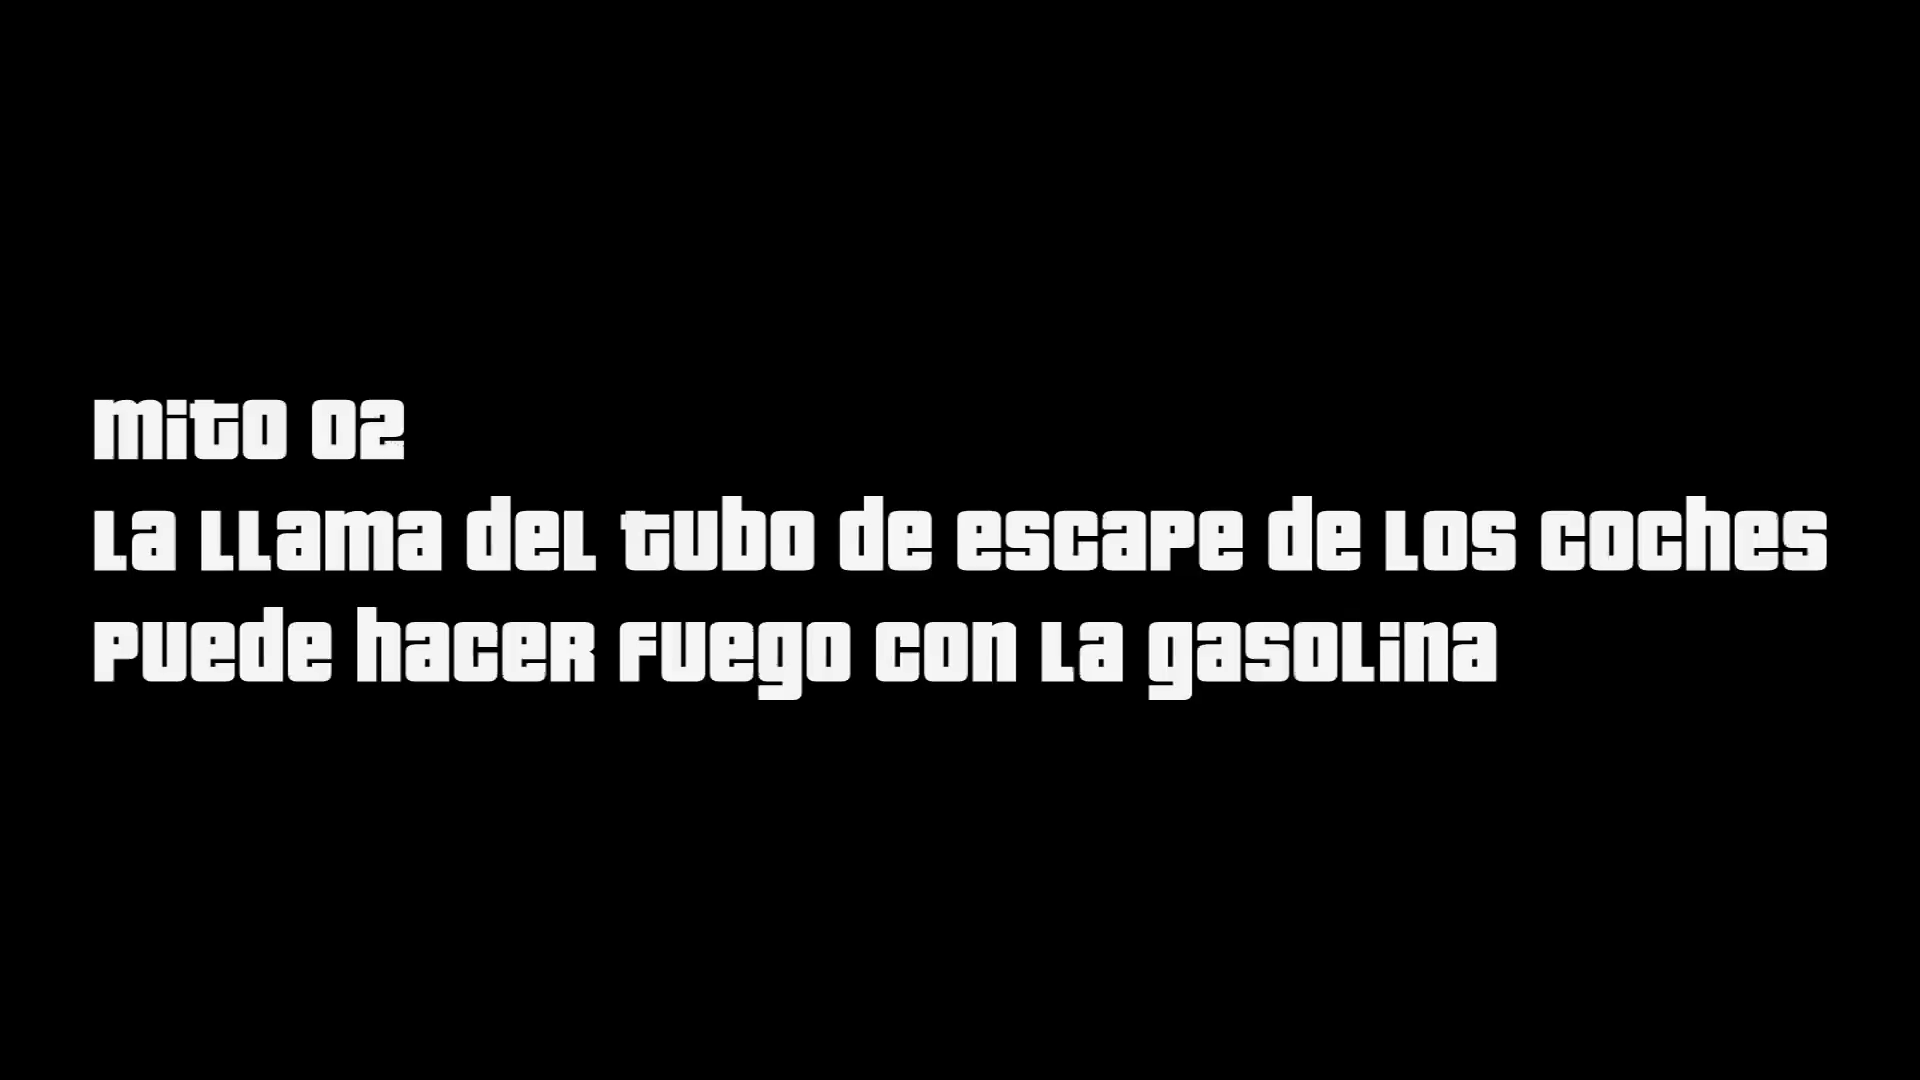 Mito 02
La llama del tubo de escape de los coches
puede hacer fuego con la gasolina